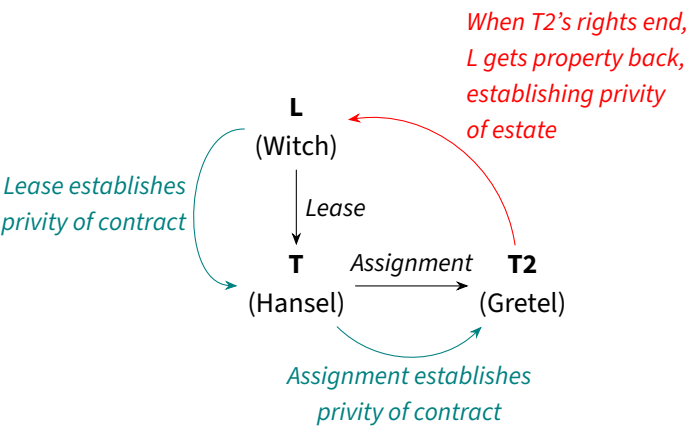 When T2's rights end,
L gets property back,
establishing privity
of estate
L
(Witch)
Lease establishes
privity of contract
Lease
T
(Hansel)
Assignment
T2
(Gretel)
Assignment establishes
privity of contract